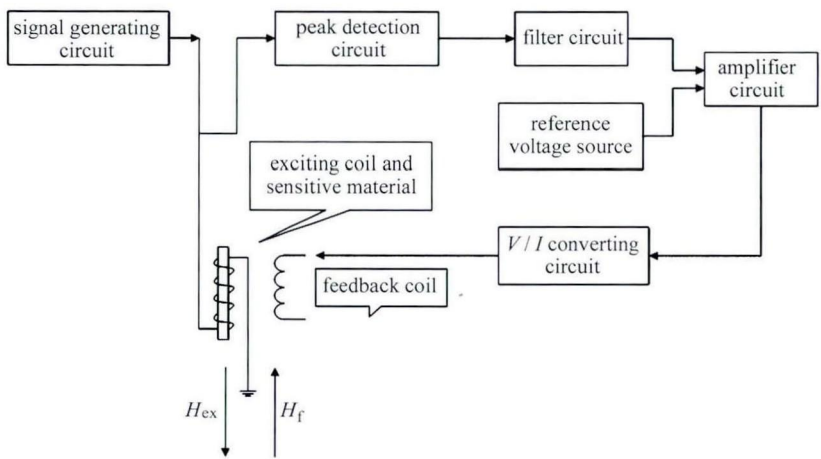 signal generating
circuit
peak detection
circuit
filter circuit
amplifier
circuit
reference
voltage source
exciting coil and
sensitive material
V / I converting
circuit
feedback coil
Hex
Hf